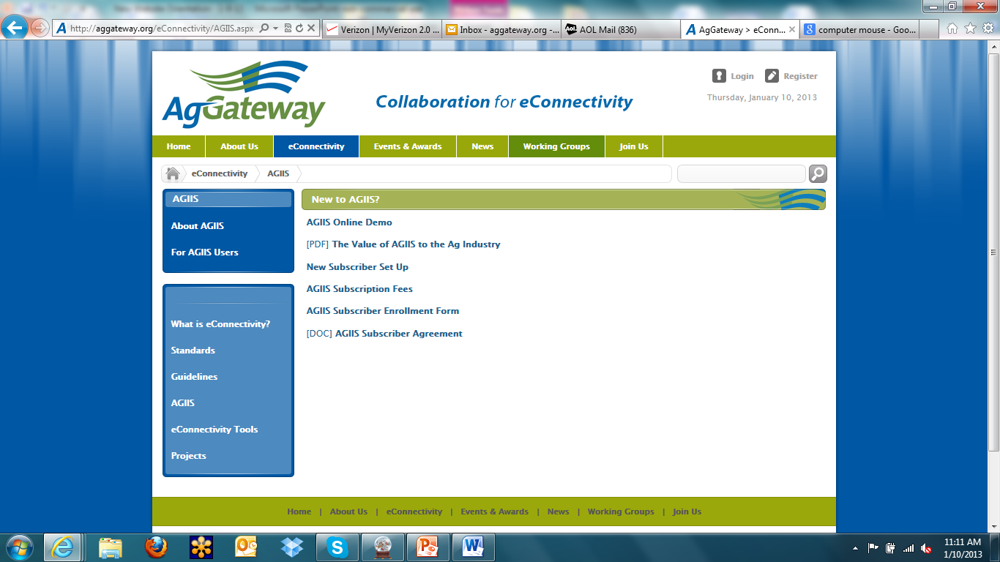 http://aggateway.org/eConnectivity/AGIIS.aspx
Verizon | MyVerizon 2.0 ...
Inbox - aggateway.org -...
Aol.
AOL Mail (836)
AgGateway > eConn...
computer mouse - Goo...
AgGateway
Collaboration for eConnectivity
Login
Register
Thursday, January 10, 2013
Home
About Us
eConnectivity
Events & Awards
News
Working Groups
Join Us
eConnectivity
AGIIS
AGIIS
About AGIIS
For AGIIS Users
What is eConnectivity?
Standards
Guidelines
AGIIS
eConnectivity Tools
Projects
New to AGIIS?
AGIIS Online Demo
[PDF] The Value of AGIIS to the Ag Industry
New Subscriber Set Up
AGIIS Subscription Fees
AGIIS Subscriber Enrollment Form
[DOC] AGIIS Subscriber Agreement
Home | About Us | eConnectivity | Events & Awards | News | Working Groups | Join Us
11:11 AM
1/10/2013